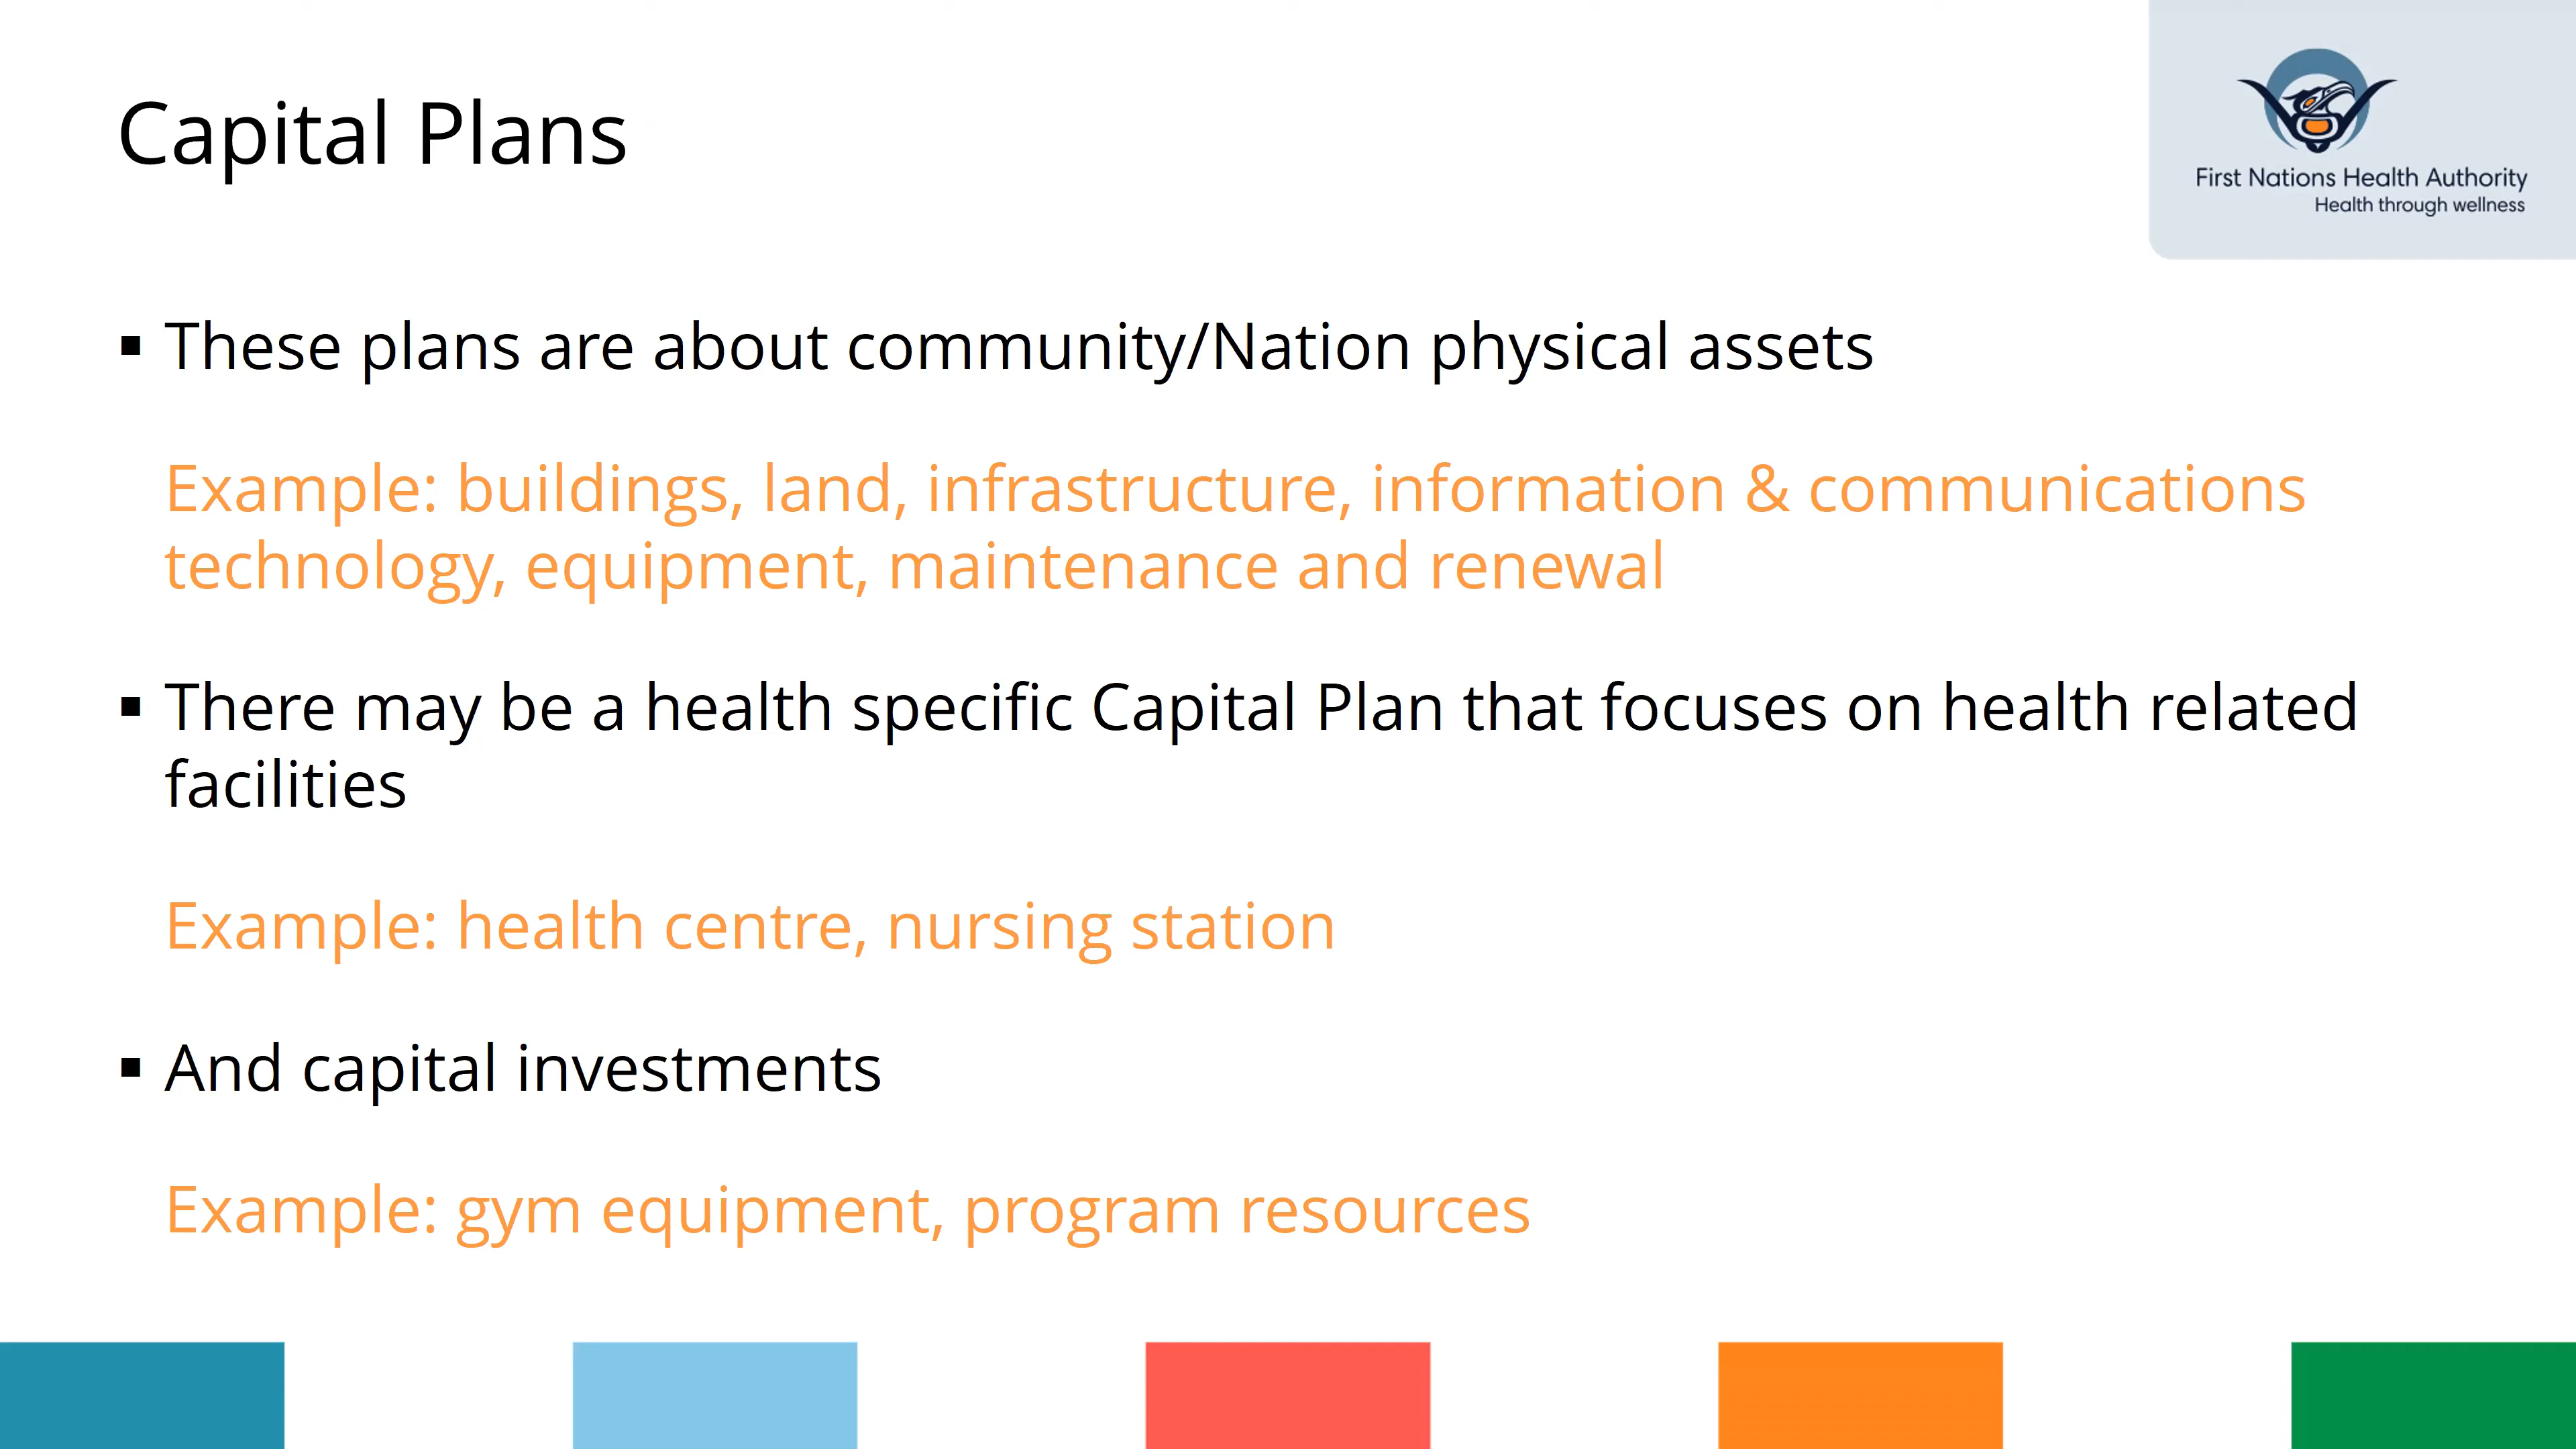 Capital Plans
First Nations Health Authority
Health through wellness
▪ These plans are about community/Nation physical assets
Example: buildings, land, infrastructure, information & communications
technology, equipment, maintenance and renewal
▪ There may be a health specific Capital Plan that focuses on health related
facilities
Example: health centre, nursing station
▪ And capital investments
Example: gym equipment, program resources